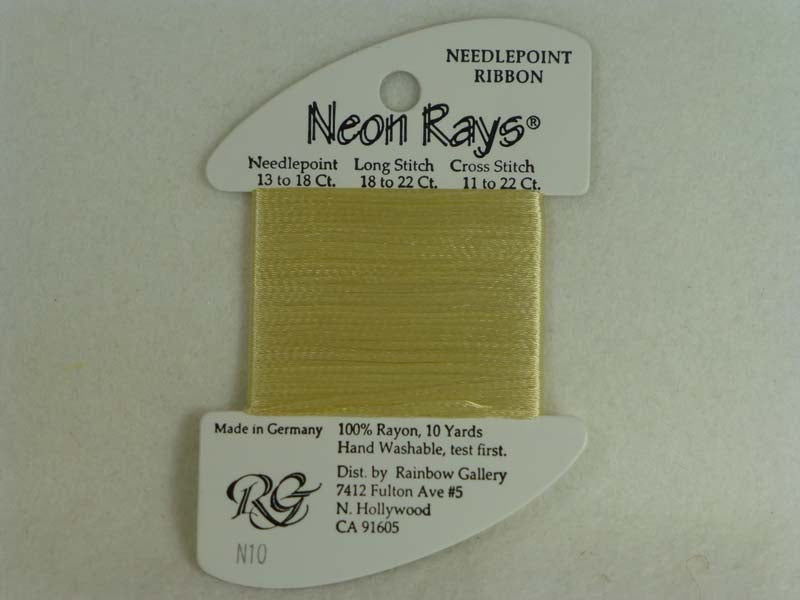 NEEDLEPOINT
RIBBON
Neon Rays®
Needlepoint Long Stitch Cross Stitch
13 to 18 Ct. 18 to 22 Ct. 11 to 22 Ct.
Made in Germany
100% Rayon, 10 Yards
Hand Washable, test first.
Dist. by Rainbow Gallery
7412 Fulton Ave #5
N. Hollywood
CA 91605
RG
N10